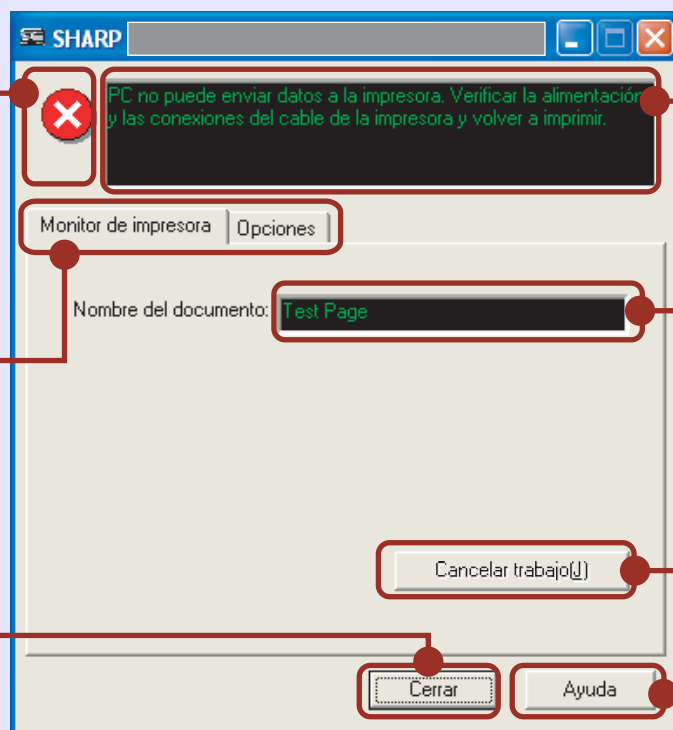 SHARP
PC no puede enviar datos a la impresora. Verificar la alimentación
y las conexiones del cable de la impresora y volver a imprimir.
Monitor de impresora Opciones
Nombre del documento: Test Page
Cancelar trabajo(J)
Cerrar Ayuda